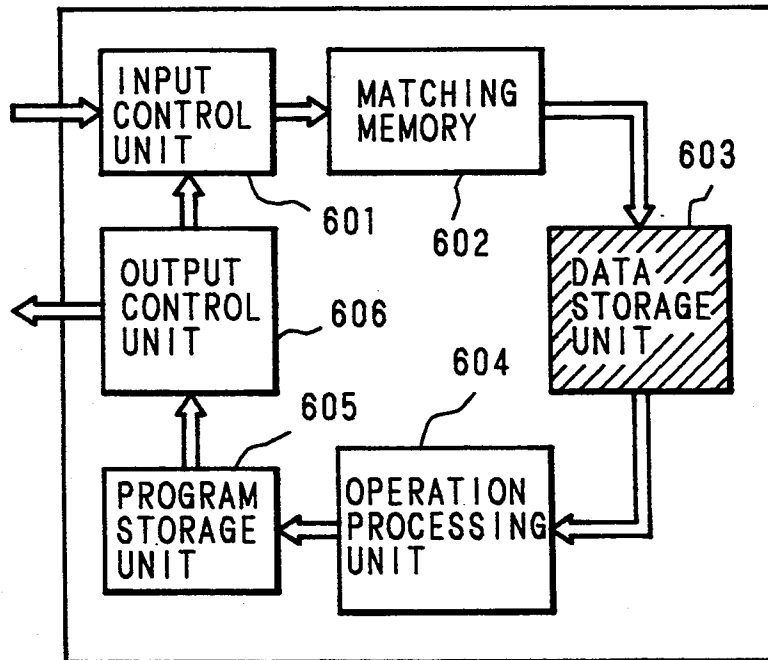 INPUT
CONTROL
UNIT
601
MATCHING
MEMORY
602
603
DATA
STORAGE
UNIT
OUTPUT
CONTROL
UNIT
606
604
OPERATION
PROCESSING
UNIT
605
PROGRAM
STORAGE
UNIT